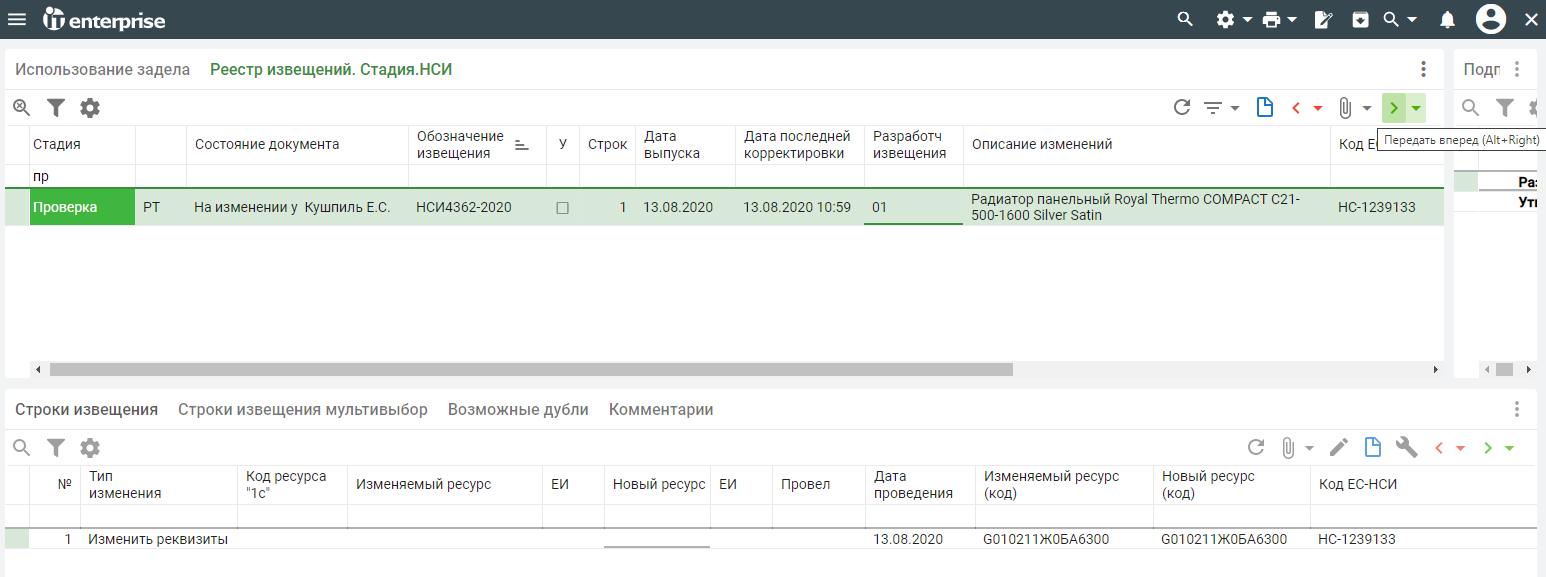 enterprise
Использование задела Реестр извещений. Стадия.НСИ
Подп
Стадия Состояние документа Обозначение извещения У Строк Дата выпуска Дата последней корректировки Разработч извещения Описание изменений Код ЕС
Передать вперед (Alt+Right)
пр
Проверка РТ На изменении у Кушпиль Е.С. НСИ4362-2020 1 13.08.2020 13.08.2020 10:59 01 Радиатор панельный Royal Thermo COMPACT C21-
500-1600 Silver Satin
НС-1239133
Раз
Ути
Строки извещения Строки извещения мультивыбор Возможные дубли Комментарии
№ Тип изменения Код ресурса "1с" Изменяемый ресурс ЕИ Новый ресурс ЕИ Провел Дата проведения Изменяемый ресурс (код) Новый ресурс (код) Код ЕС-НСИ
1 Изменить реквизиты 13.08.2020 G010211Ж0БА6300 G010211Ж0БА6300 НС-1239133